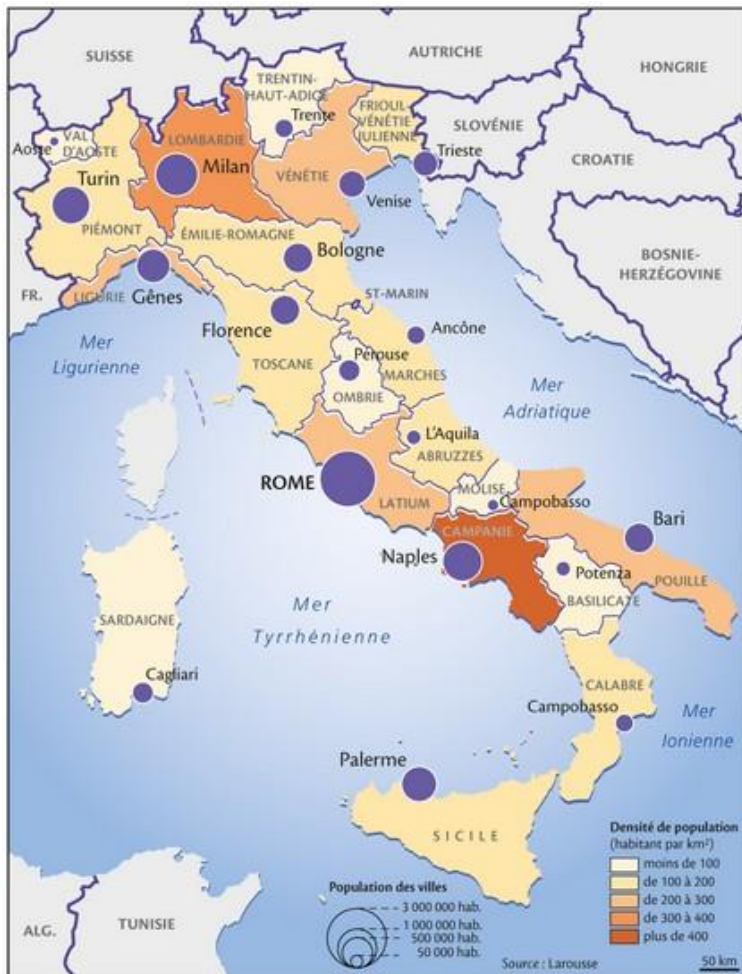 SUISSE
AUTRICHE
HONGRIE
TRENTIN-
HAUT-ADICE
Trente
FRIOUL-
VÉNÉTIE
JULIENNE
SLOVÉNIE
Aoste
VAL
D'AOSTE
LOMBARDIE
Milan
Trieste
CROATIE
Turin
VÉNÉTIE
Venise
PIÉMONT
ÉMILIE-ROMAGNE
Bologne
BOSNIE-
HERZÉGOVINE
FR.
LIGURIE
Gênes
ST-MARIN
Florence
Ancône
Mer
Ligurienne
TOSCANE
Pérouse
MARCHES
OMBRIE
Mer
Adriatique
L'Aquila
ABRUZZES
ROME
LATIUM
MOLISE
Campobasso
CAMPANIE
Bari
Naples
Potenza
POUILLE
BASILICATE
Mer
Tyrrhénienne
SARDAIGNE
Cagliari
CALABRE
Campobasso
Mer
Ionienne
Palerme
SICILE
ALG.
TUNISIE
Population des villes
3 000 000 hab.
1 000 000 hab.
500 000 hab.
50 000 hab.
Densité de population
(habitant par km²)
moins de 100
de 100 à 200
de 200 à 300
de 300 à 400
plus de 400
Source : Larousse
50 km